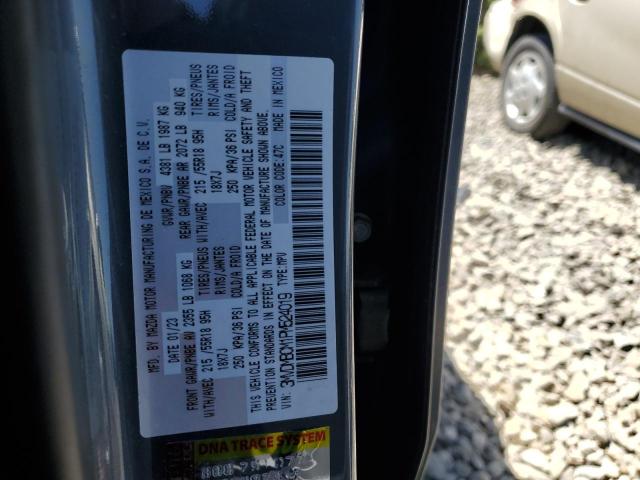 MFD. BY MAZDA MOTOR MANUFACTURING DE MEXICO S.A. DE C.V.
DATE 01/23 GVWR/PNBV 4381 LB 1987 KG
FRONT GAWR/PNBE AV 2355 LB 1068 KG REAR GAWR/PNBE AR 2072 LB 940 KG
WITH/AVEC 215 /55R18 95H TIRES/PNEUS WITH/AVEC 215 /55R18 95H TIRES/PNEUS
18X7J RIMS/JANTES 18X7J RIMS/JANTES
250 KPA/36 PSI COLD/A FROID 250 KPA/36 PSI COLD/A FROID
THIS VEHICLE CONFORMS TO ALL APPLICABLE FEDERAL MOTOR VEHICLE SAFETY AND THEFT
PREVENTION STANDARDS IN EFFECT ON THE DATE OF MANUFACTURE SHOWN ABOVE.
COLOR CODE:47C MADE IN MEXICO
VIN: 3MVDMBCM1PM524019 TYPE:MPV
DNA TRACE SYSTEM